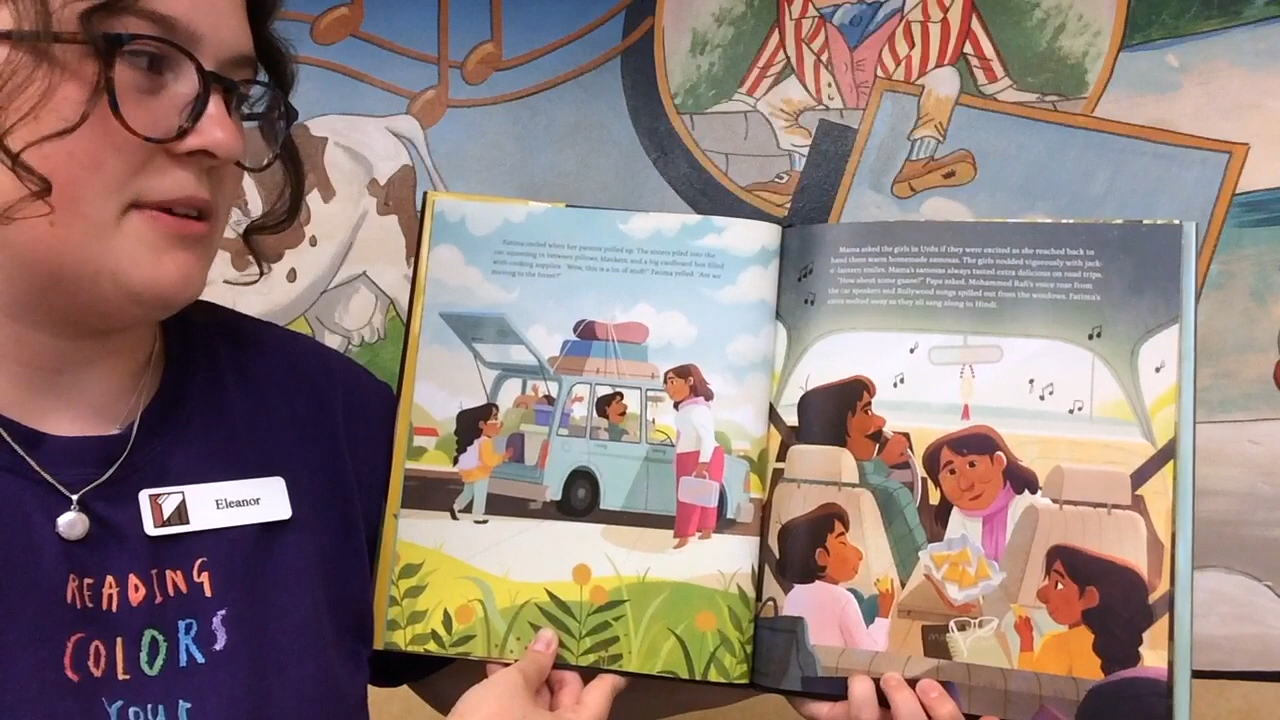 Eleanor
READING
COLORS
YOUR
Fatima smiled when her parents pulled up. The sisters piled into the
car, squeezing in between pillows, blankets, and a big cardboard box filled
with cooking supplies. "Wow, this is a lot of stuff!" Fatima yelled. "Are we
moving to the forest?"
Mama asked the girls in Urdu if they were excited as she reached back to
hand them warm homemade samosas. The girls nodded vigorously with jack-
o'-lantern smiles. Mama's samosas always tasted extra delicious on road trips.
"How about some gaane?" Papa asked. Mohammed Rafi's voice rose from
the car speakers and Bollywood songs spilled out from the windows. Fatima's
cares melted away as they all sang along in Hindi.